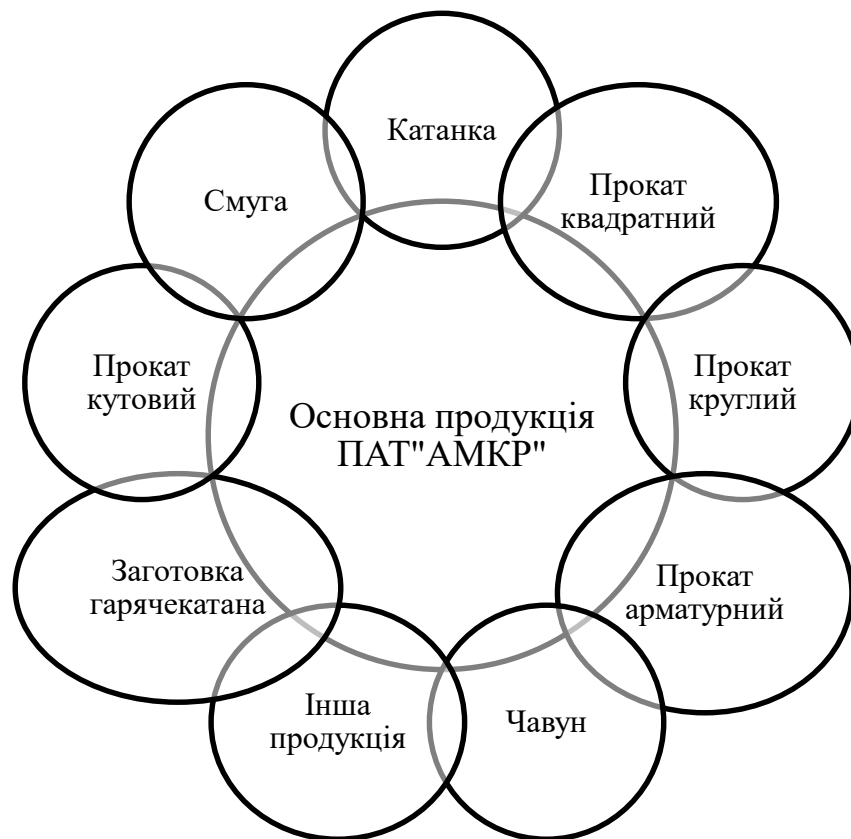 Катанка
Прокат
квадратний
Прокат
круглий
Прокат
арматурний
Чавун
Інша
продукція
Заготовка
гарячекатана
Прокат
кутовий
Смуга
Основна продукція
ПАТ"АМКР"